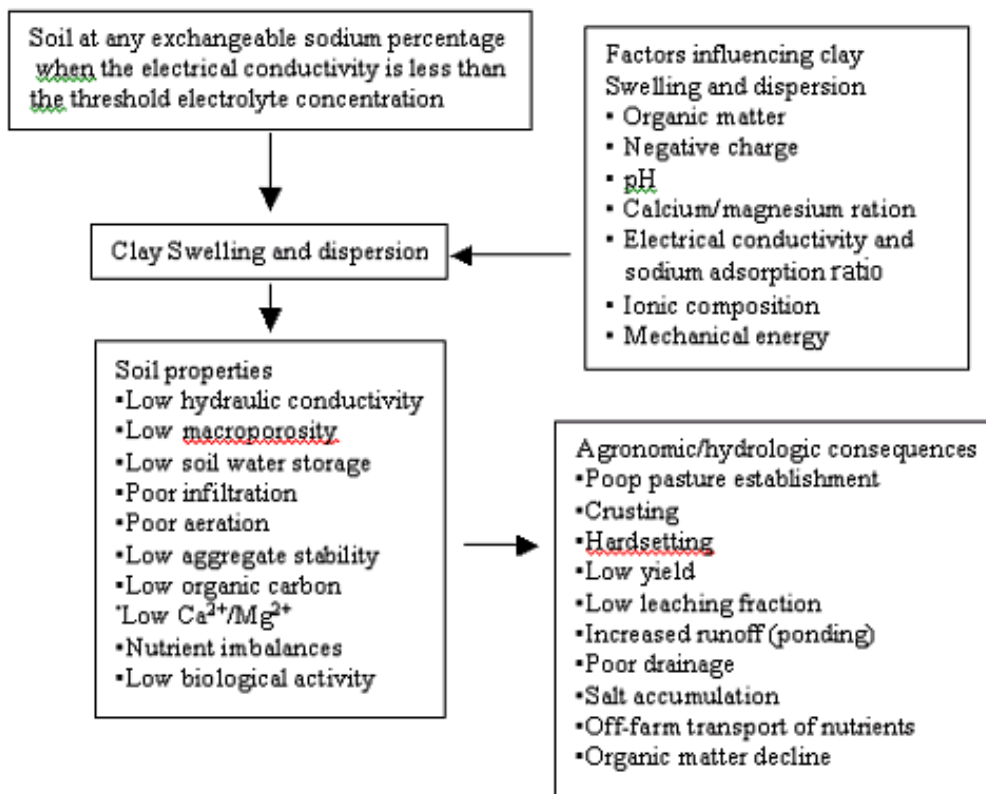 Soil at any exchangeable sodium percentage
when the electrical conductivity is less than
the threshold electrolyte concentration
Factors influencing clay
Swelling and dispersion
▪ Organic matter
▪ Negative charge
▪ pH
▪ Calcium/magnesium ration
▪ Electrical conductivity and
sodium adsorption ratio
▪ Ionic composition
▪ Mechanical energy
Clay Swelling and dispersion
Soil properties
▪Low hydraulic conductivity
▪Low macroporosity
▪Low soil water storage
▪Poor infiltration
▪Poor aeration
▪Low aggregate stability
▪Low organic carbon
▪Low Ca²⁺/Mg²⁺
▪Nutrient imbalances
▪Low biological activity
Agronomic/hydrologic consequences
▪Poop pasture establishment
▪Crusting
▪Hardsetting
▪Low yield
▪Low leaching fraction
▪Increased runoff (ponding)
▪Poor drainage
▪Salt accumulation
▪Off-farm transport of nutrients
▪Organic matter decline